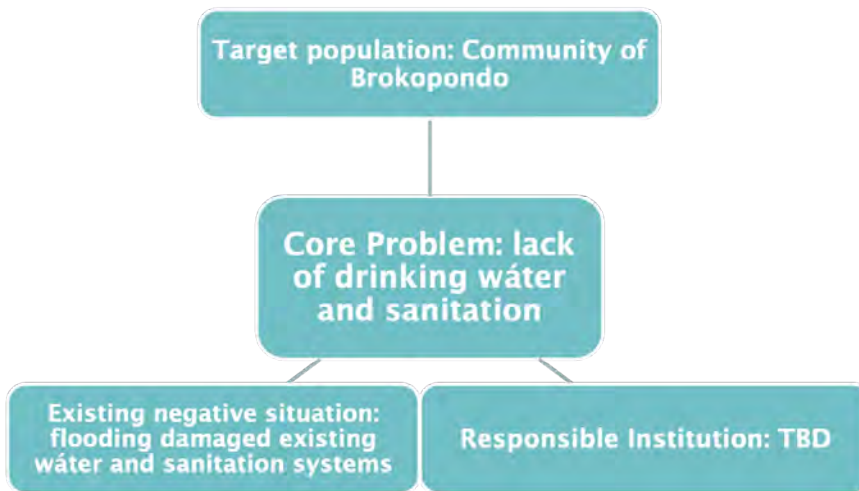 Target population: Community of
Brokopondo
Core Problem: lack
of drinking wáter
and sanitation
Existing negative situation:
flooding damaged existing
wáter and sanitation systems
Responsible Institution: TBD